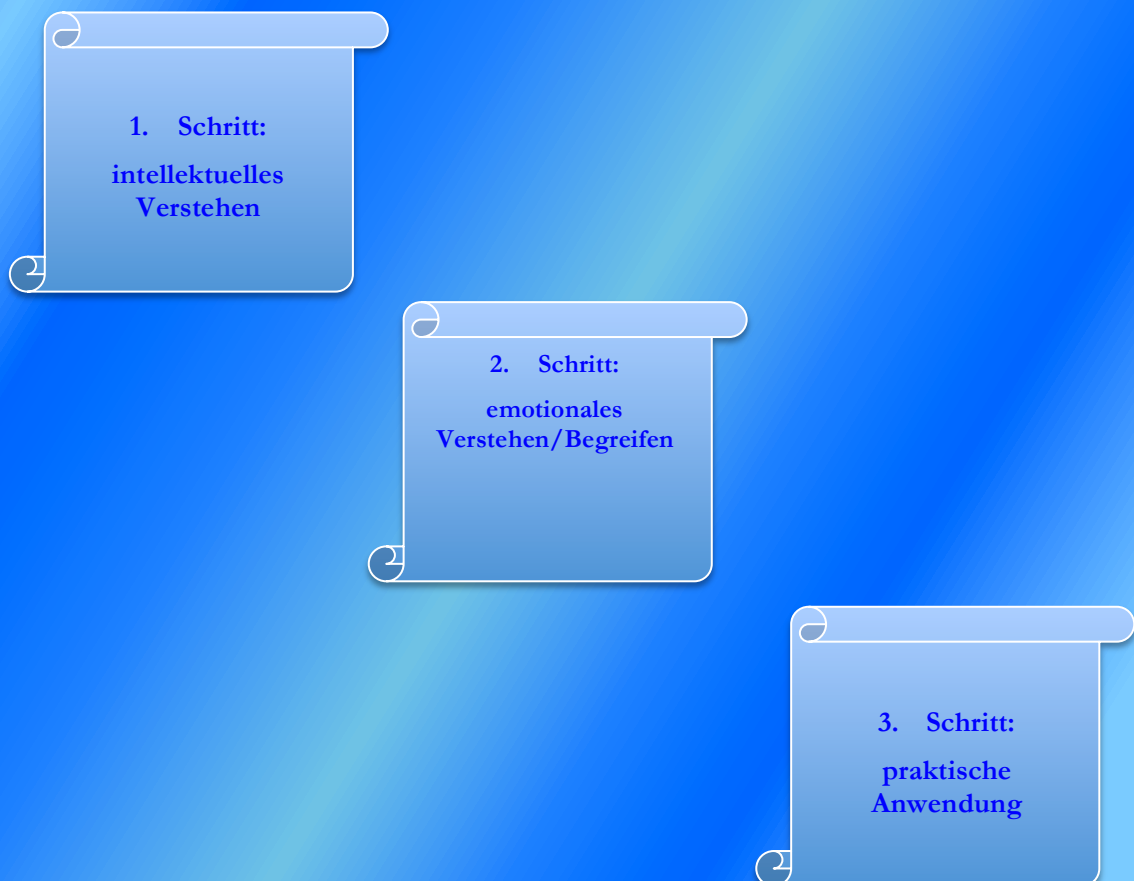 1. Schritt:
intellektuelles
Verstehen
2. Schritt:
emotionales
Verstehen/Begreifen
3. Schritt:
praktische
Anwendung